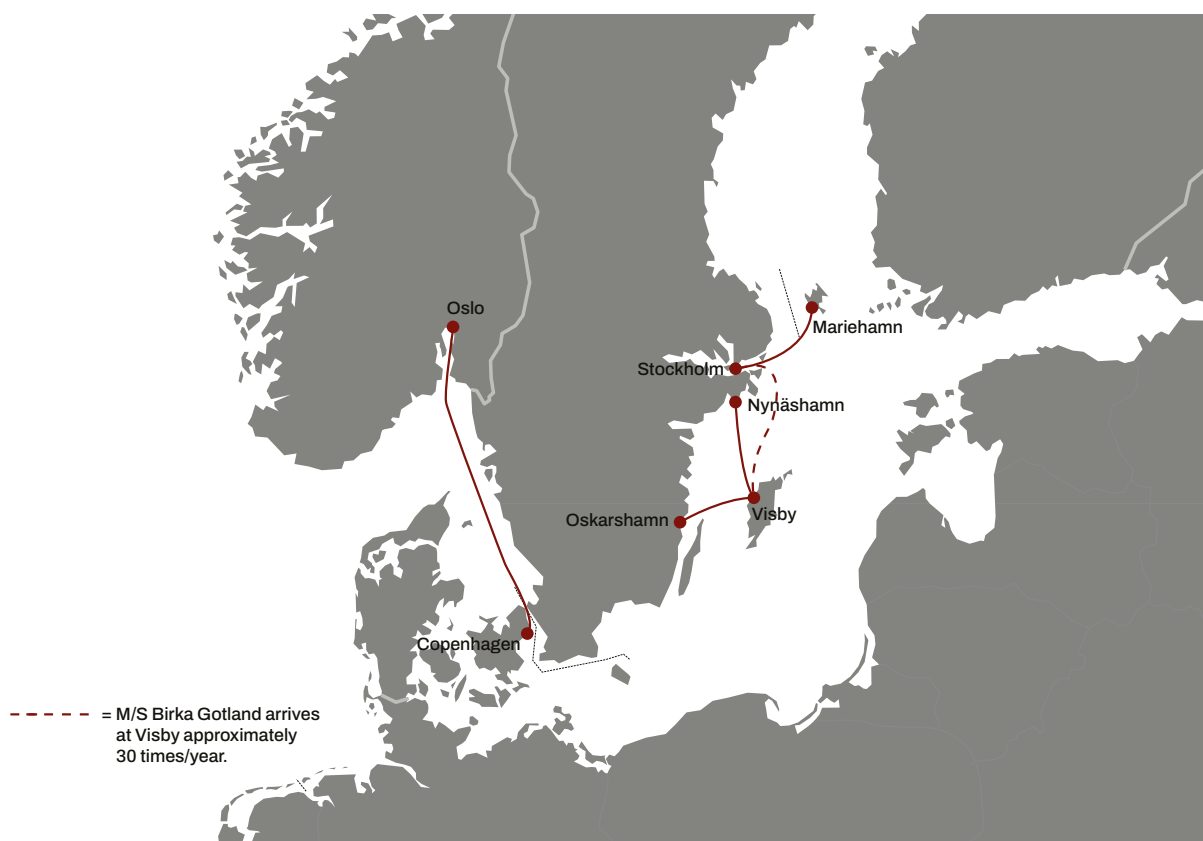 Oslo
Mariehamn
Stockholm
Nynäshamn
Visby
Oskarshamn
Copenhagen
= M/S Birka Gotland arrives
at Visby approximately
30 times/year.